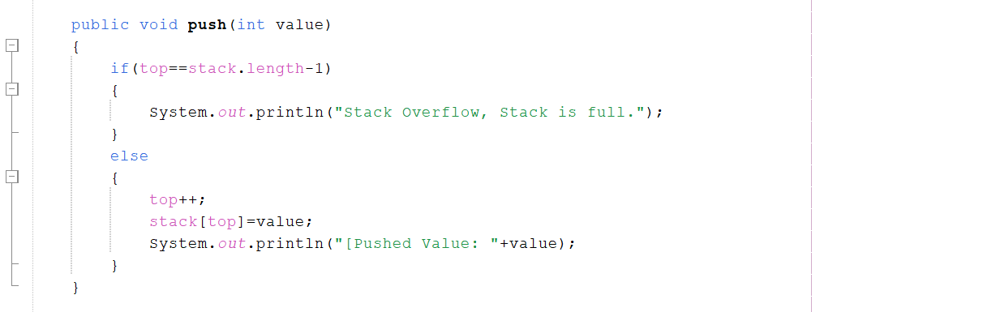 public void push(int value)
{
if(top==stack.length-1)
{
System.out.println("Stack Overflow, Stack is full.");
}
else
{
top++;
stack[top]=value;
System.out.println("[Pushed Value: "+value);
}
}